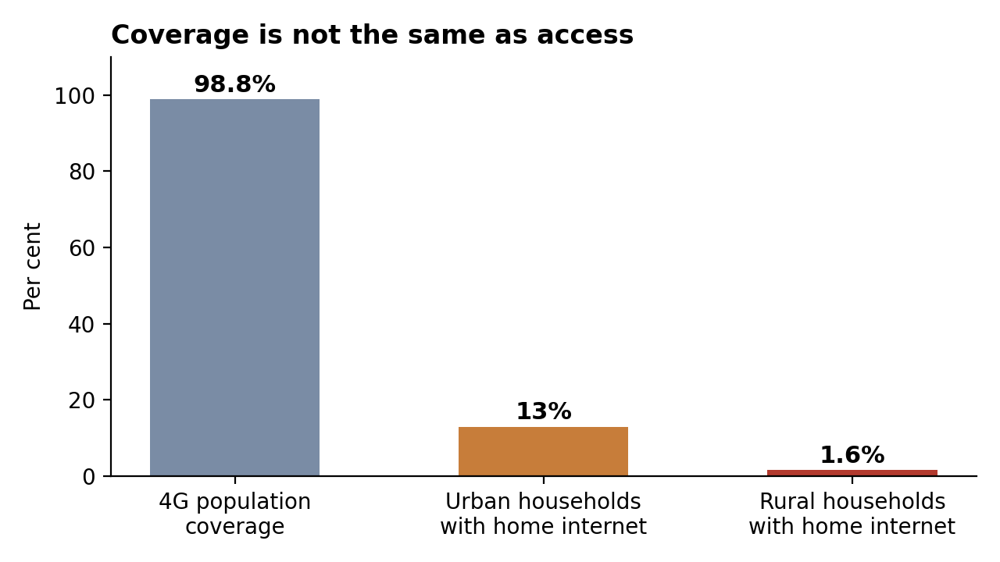 Coverage is not the same as access
98.8%
100
80
60
40
20
0
Per cent
13%
1.6%
4G population
coverage
Urban households
with home internet
Rural households
with home internet